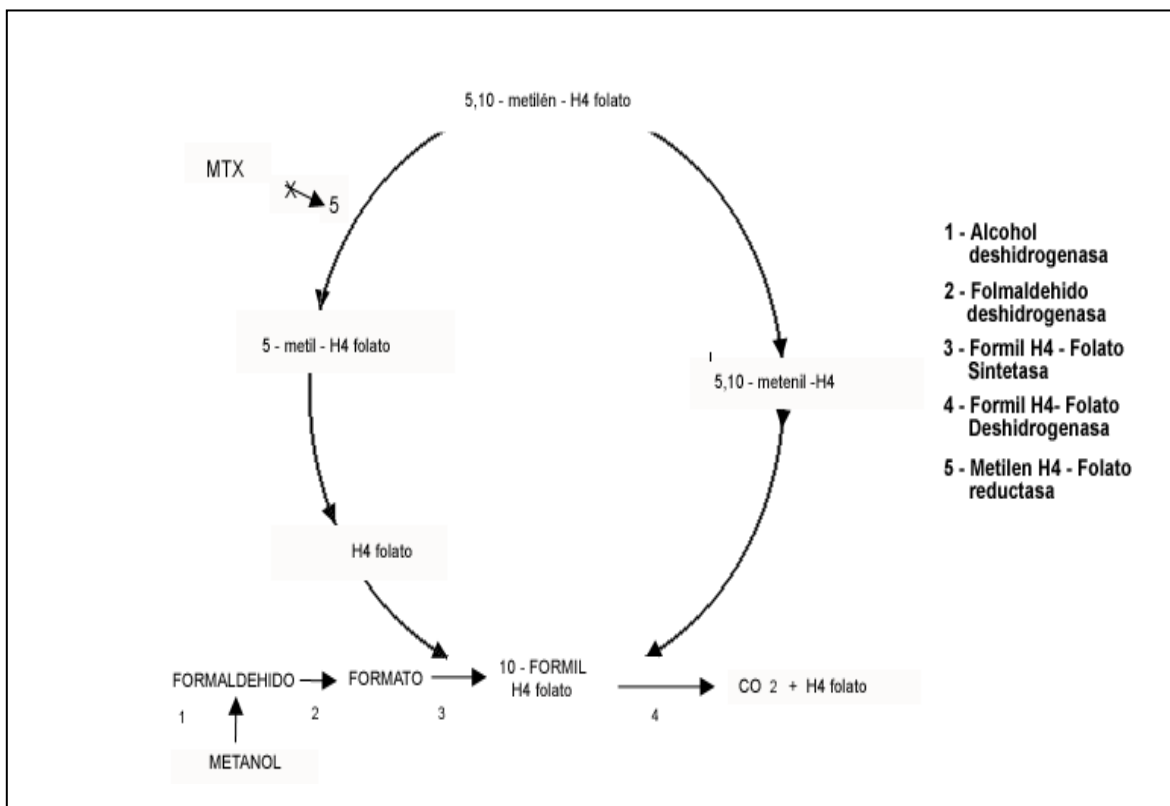 5,10 - metilén - H4 folato
MTX
X
5
5 - metil - H4 folato
5,10 - metenil -H4
H4 folato
FORMALDEHIDO
FORMATO
10 - FORMIL
H4 folato
CO 2 + H4 folato
1
2
3
4
METANOL
1 - Alcohol
deshidrogenasa
2 - Folmaldehido
deshidrogenasa
3 - Formil H4 - Folato
Sintetasa
4 - Formil H4- Folato
Deshidrogenasa
5 - Metilen H4 - Folato
reductasa